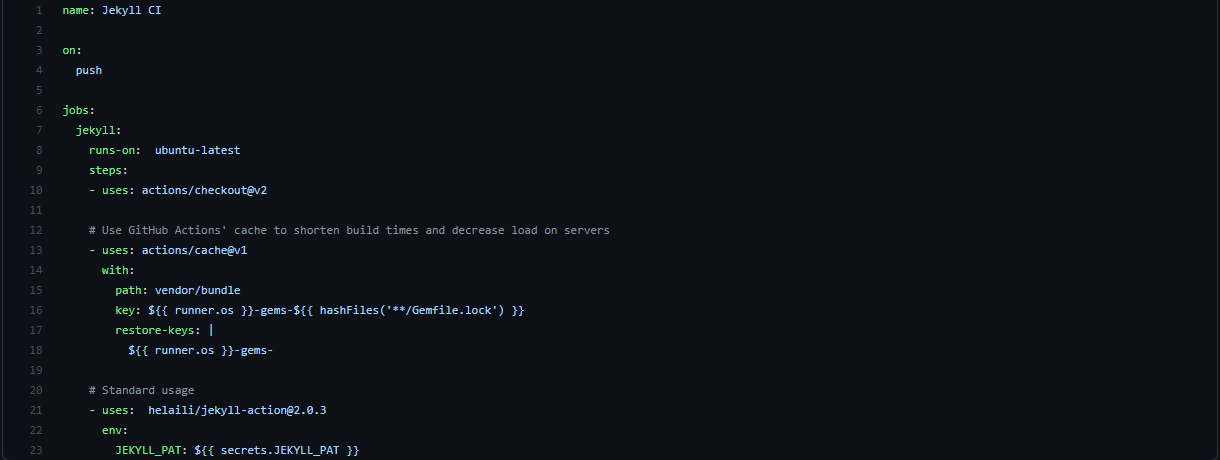 1 name: Jekyll CI
2
3 on:
4   push
5
6 jobs:
7   jekyll:
8     runs-on:  ubuntu-latest
9     steps:
10     - uses: actions/checkout@v2
11
12     # Use GitHub Actions' cache to shorten build times and decrease load on servers
13     - uses: actions/cache@v1
14       with:
15         path: vendor/bundle
16         key: ${{ runner.os }}-gems-${{ hashFiles('**/Gemfile.lock') }}
17         restore-keys: |
18           ${{ runner.os }}-gems-
19
20     # Standard usage
21     - uses:  helaili/jekyll-action@2.0.3
22       env:
23         JEKYLL_PAT: ${{ secrets.JEKYLL_PAT }}